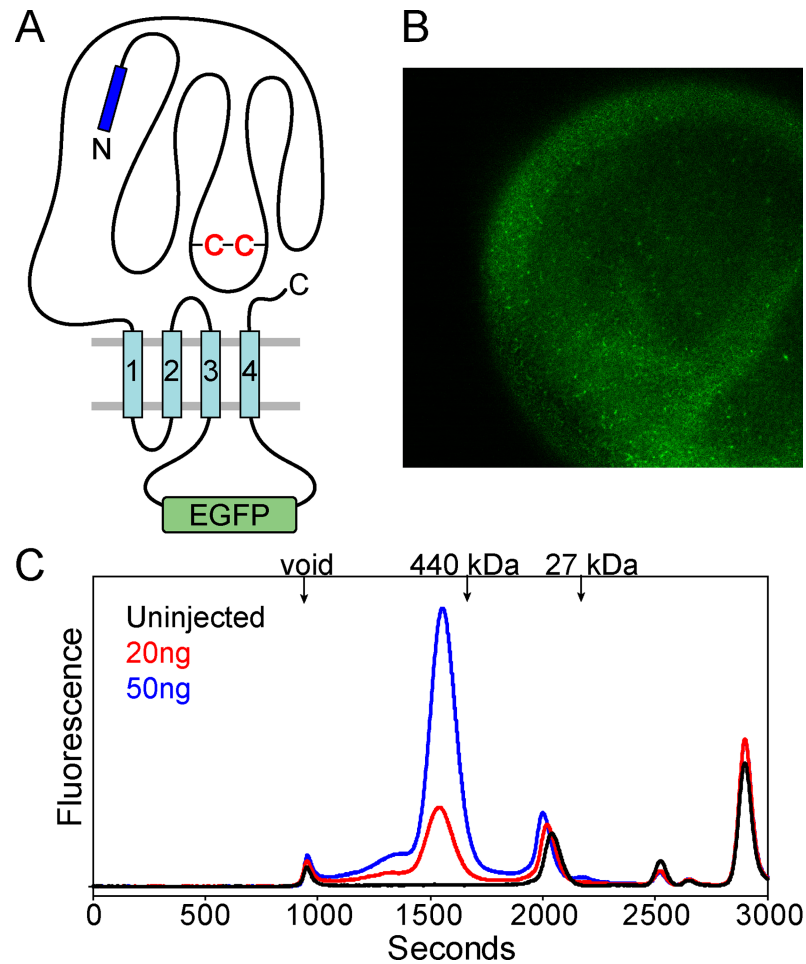 A
B
N
C C
C
1 2 3 4
EGFP
C
void 440 kDa 27 kDa
Uninjected
20ng
50ng
Fluorescence
0 500 1000 1500 2000 2500 3000
Seconds